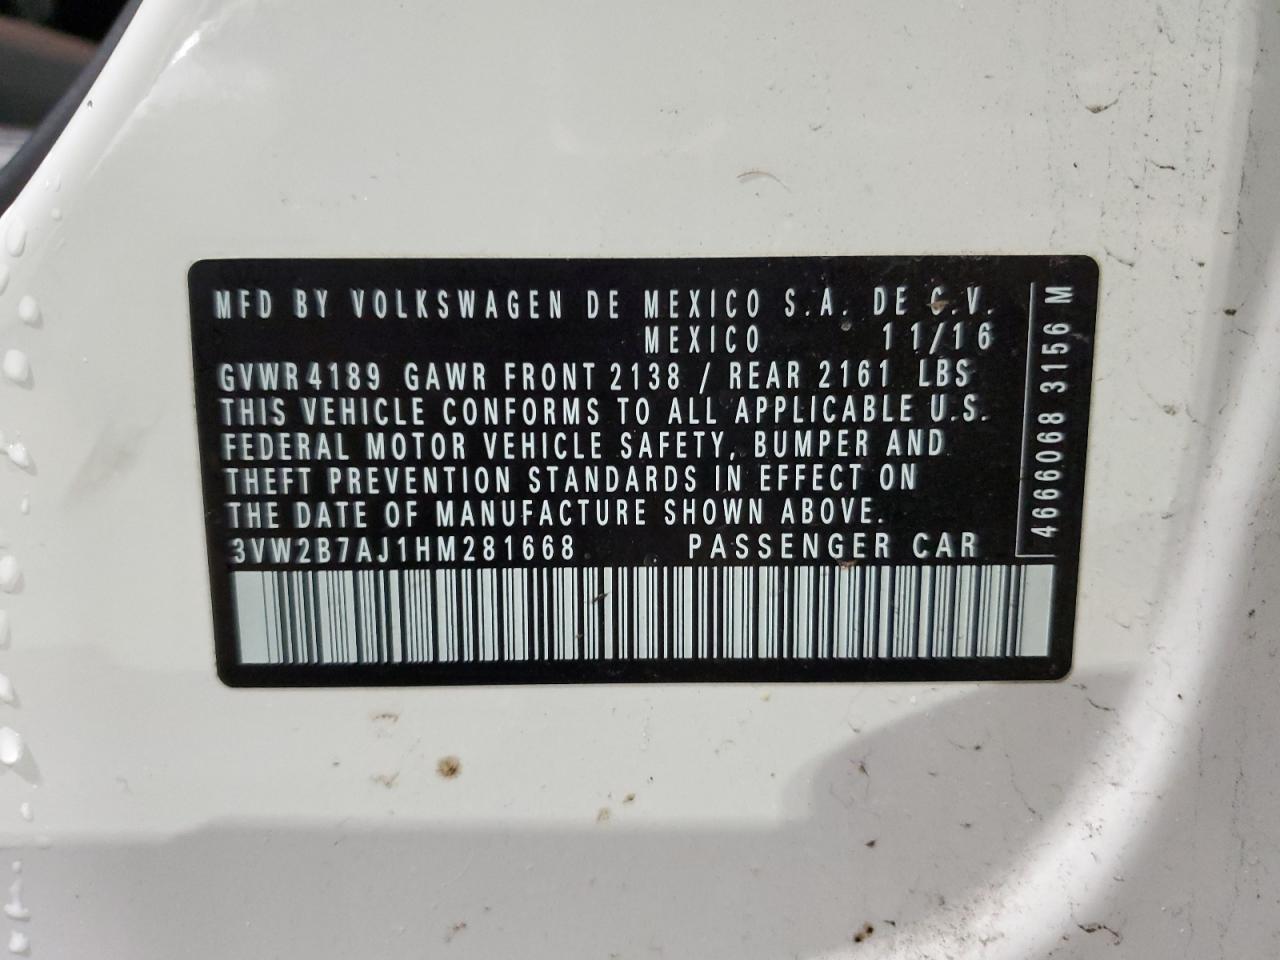 MFD BY VOLKSWAGEN DE MEXICO S.A. DE C.V.
MEXICO 11/16
GVWR 4189 GAWR FRONT 2138 / REAR 2161 LBS
THIS VEHICLE CONFORMS TO ALL APPLICABLE U.S.
FEDERAL MOTOR VEHICLE SAFETY, BUMPER AND
THEFT PREVENTION STANDARDS IN EFFECT ON
THE DATE OF MANUFACTURE SHOWN ABOVE.
3VW2B7AJ1HM281668 PASSENGER CAR
4666068 3156 M